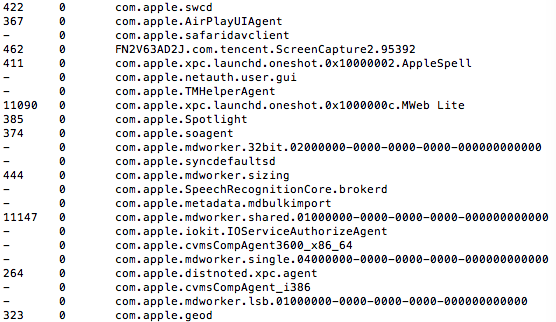 422 0 com.apple.swcd
367 0 com.apple.AirPlayUIAgent
- 0 com.apple.safaridavclient
462 0 FN2V63AD2J.com.tencent.ScreenCapture2.95392
411 0 com.apple.xpc.launchd.oneshot.0x10000002.AppleSpell
- 0 com.apple.netauth.user.gui
- 0 com.apple.TMHelperAgent
11090 0 com.apple.xpc.launchd.oneshot.0x1000000c.MWeb Lite
385 0 com.apple.Spotlight
374 0 com.apple.soagent
- 0 com.apple.mdworker.32bit.02000000-0000-0000-0000-000000000000
- 0 com.apple.syncdefaultsd
444 0 com.apple.mdworker.sizing
- 0 com.apple.SpeechRecognitionCore.brokerd
- 0 com.apple.metadata.mdbulkimport
11147 0 com.apple.mdworker.shared.01000000-0000-0000-0000-000000000000
- 0 com.apple.iokit.IOServiceAuthorizeAgent
- 0 com.apple.cvmsCompAgent3600_x86_64
- 0 com.apple.mdworker.single.04000000-0000-0000-0000-000000000000
264 0 com.apple.distnoted.xpc.agent
- 0 com.apple.cvmsCompAgent_i386
- 0 com.apple.mdworker.lsb.01000000-0000-0000-0000-000000000000
323 0 com.apple.geod